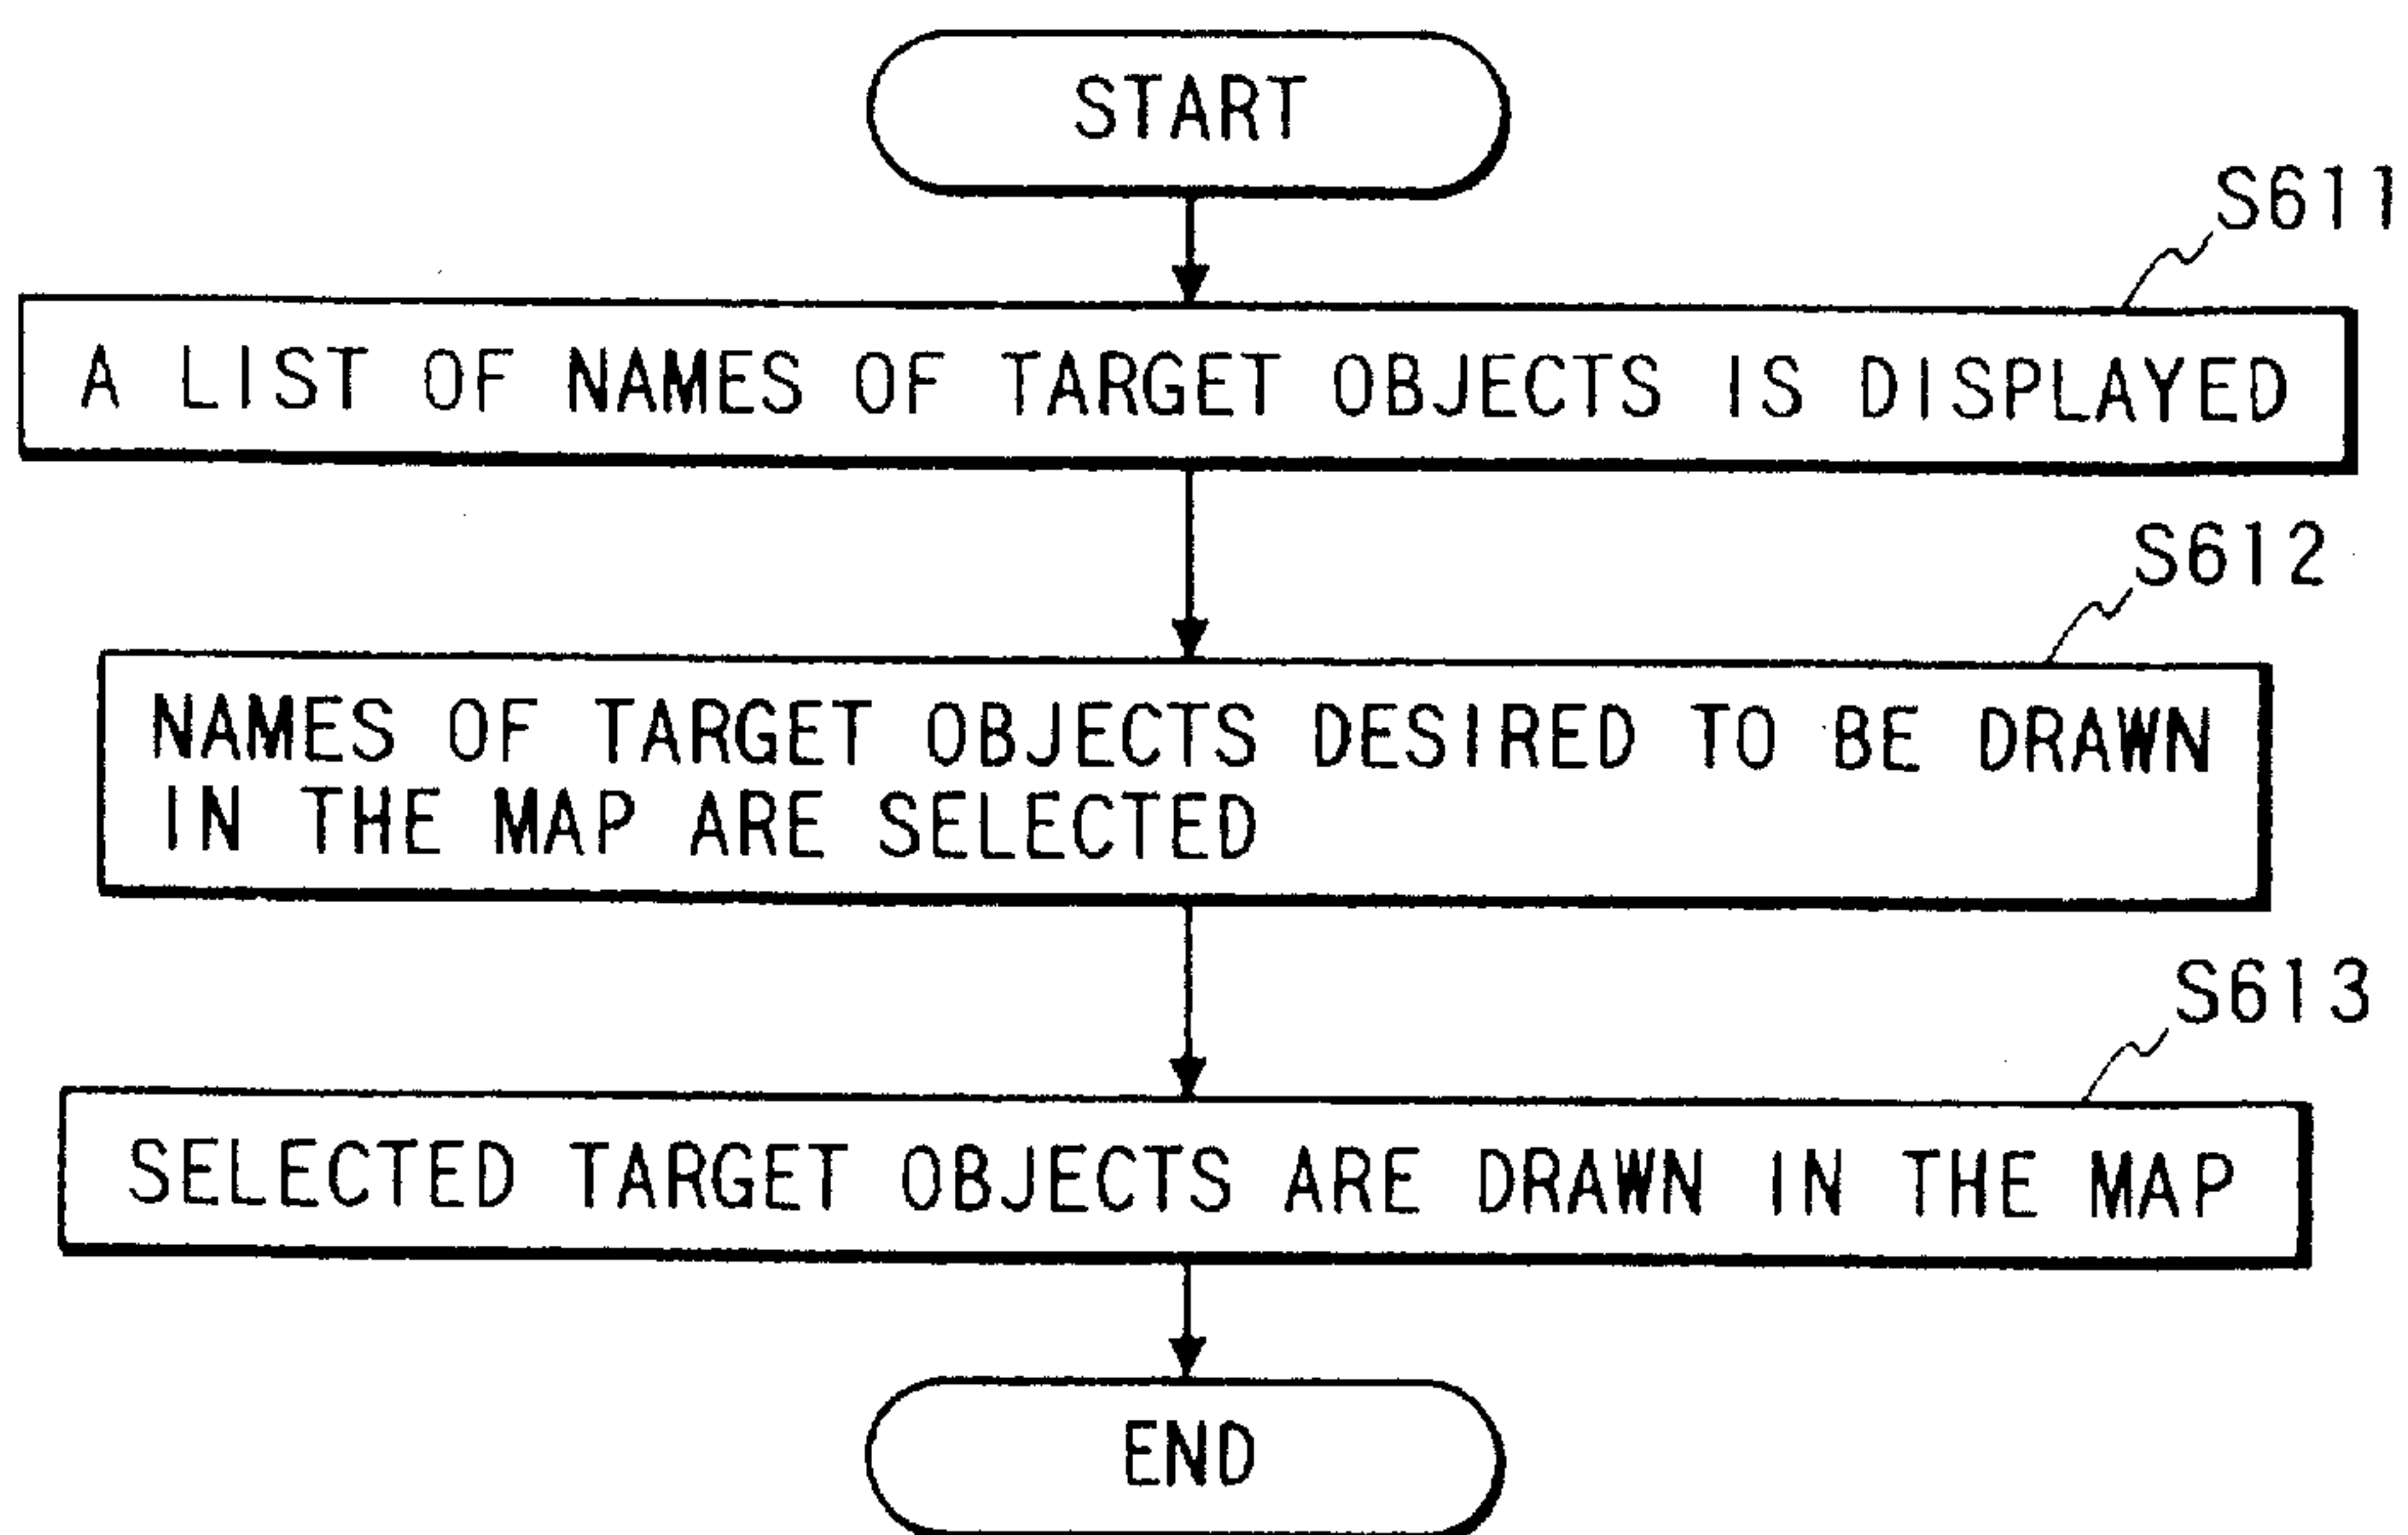 START
S611
A LIST OF NAMES OF TARGET OBJECTS IS DISPLAYED
S612
NAMES OF TARGET OBJECTS DESIRED TO BE DRAWN
IN THE MAP ARE SELECTED
S613
SELECTED TARGET OBJECTS ARE DRAWN IN THE MAP
END